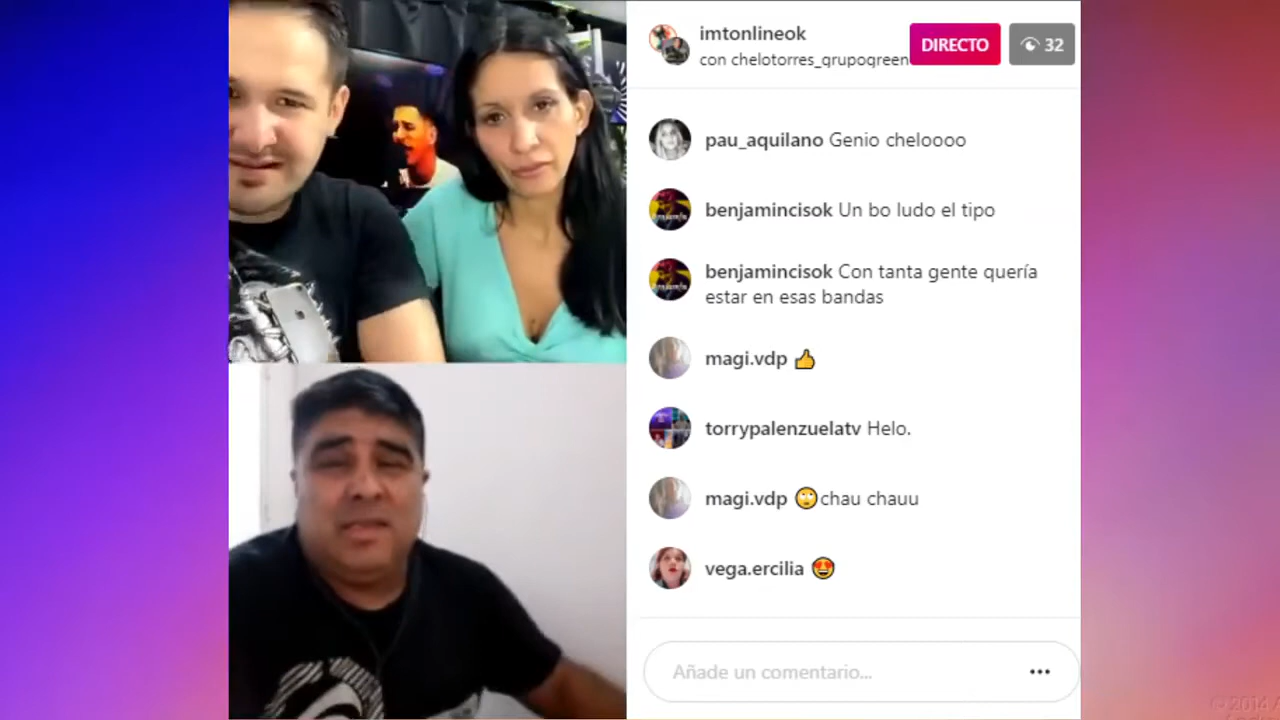 imtonlineok
con chelotorres_grupogreen
DIRECTO
32
pau_aquilano Genio cheloooo
benjamincisok Un bo ludo el tipo
benjamincisok Con tanta gente quería
estar en esas bandas
magi.vdp 👍
torrypalenzuelatv Helo.
magi.vdp 🙄chau chauu
vega.ercilia 😍
Añade un comentario...
© 2014